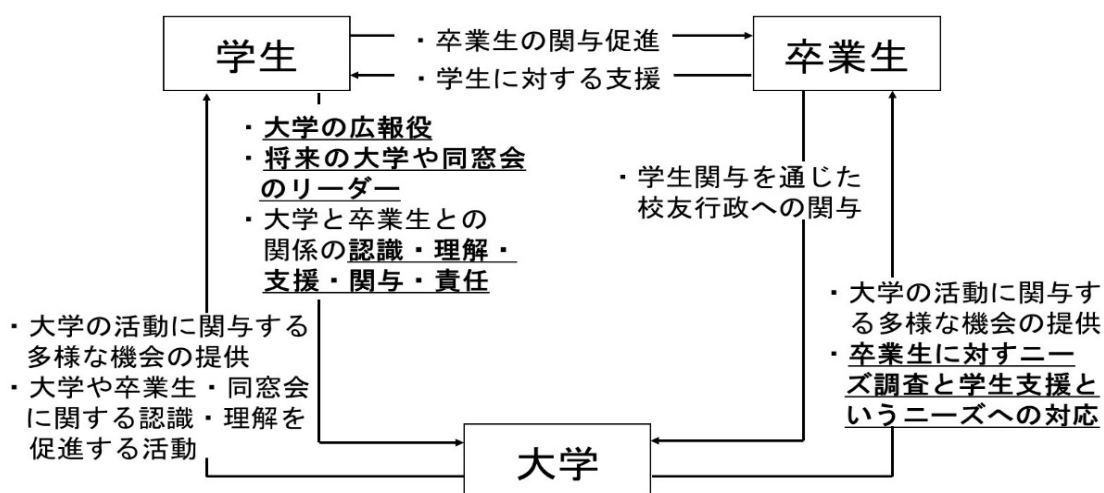 学生
・卒業生の関与促進
・学生に対する支援
卒業生
・大学の広報役
・将来の大学や同窓会
のリーダー
・大学と卒業生との
関係の認識・理解・
支援・関与・責任
・学生関与を通じた
校友行政への関与
・大学の活動に関与する
多様な機会の提供
・大学や卒業生・同窓会
に関する認識・理解を
促進する活動
・大学の活動に関与す
る多様な機会の提供
・卒業生に対すニー
ズ調査と学生支援と
いうニーズへの対応
大学